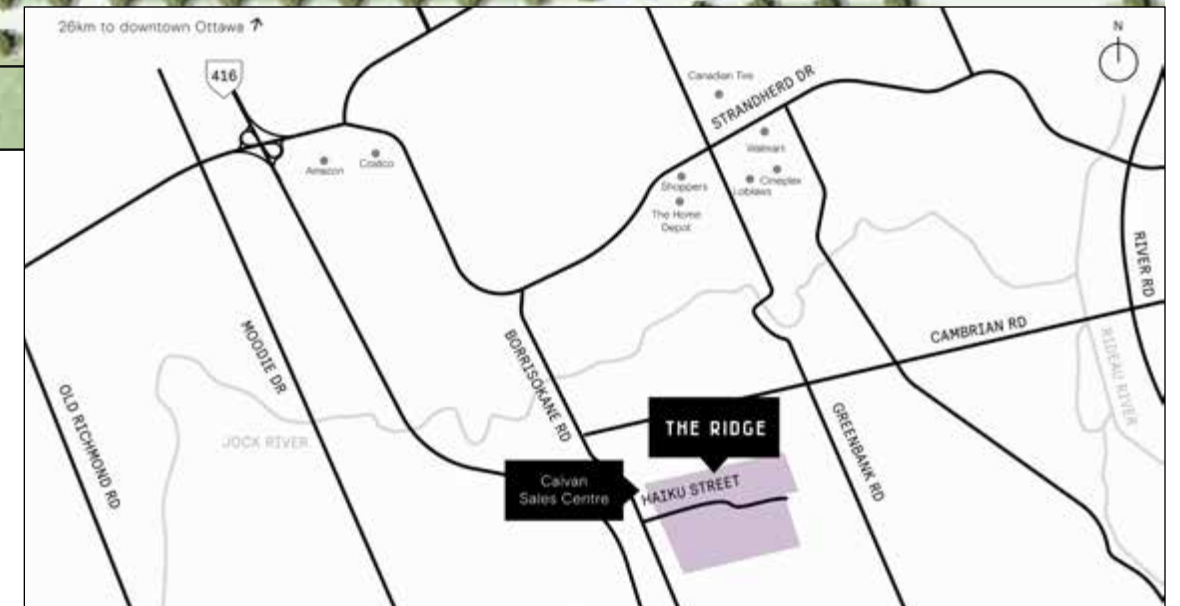 26km to downtown Ottawa
N
416
Canadian Tire
STRANDHERD DR
Walmart
Amazon
Costco
Shoppers
Loblaws
Cineplex
The Home
Depot
RIVER RD
MOODIE DR
BORRISOKANE RD
CAMBRIAN RD
RIDEAU RIVER
OLD RICHMOND RD
JOCK RIVER
THE RIDGE
GREENBANK RD
Caivan
Sales Centre
HAIKU STREET